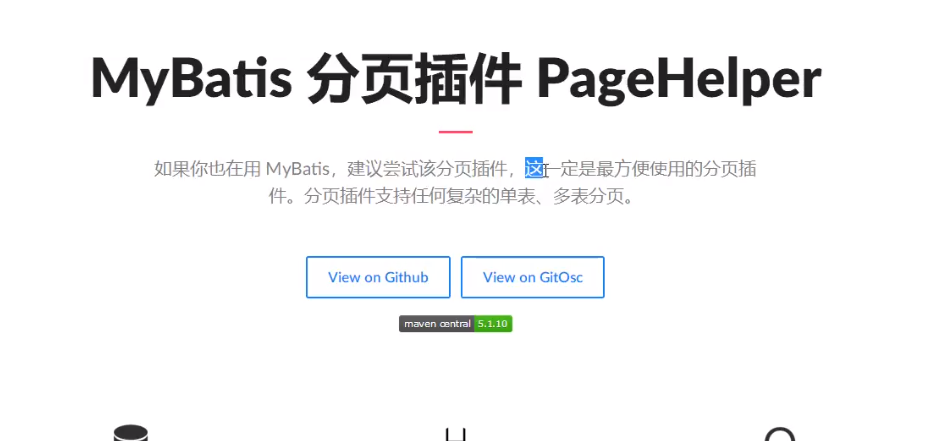 MyBatis 分页插件 PageHelper
如果你也在用 MyBatis，建议尝试该分页插件，这一定是最方便使用的分页插
件。分页插件支持任何复杂的单表、多表分页。
View on Github
View on GitOsc
maven central 5.1.10